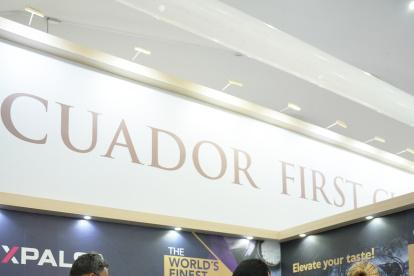 CUADOR FIRST
XPALS
THE
WORLD'S
FINEST
Elevate your taste!